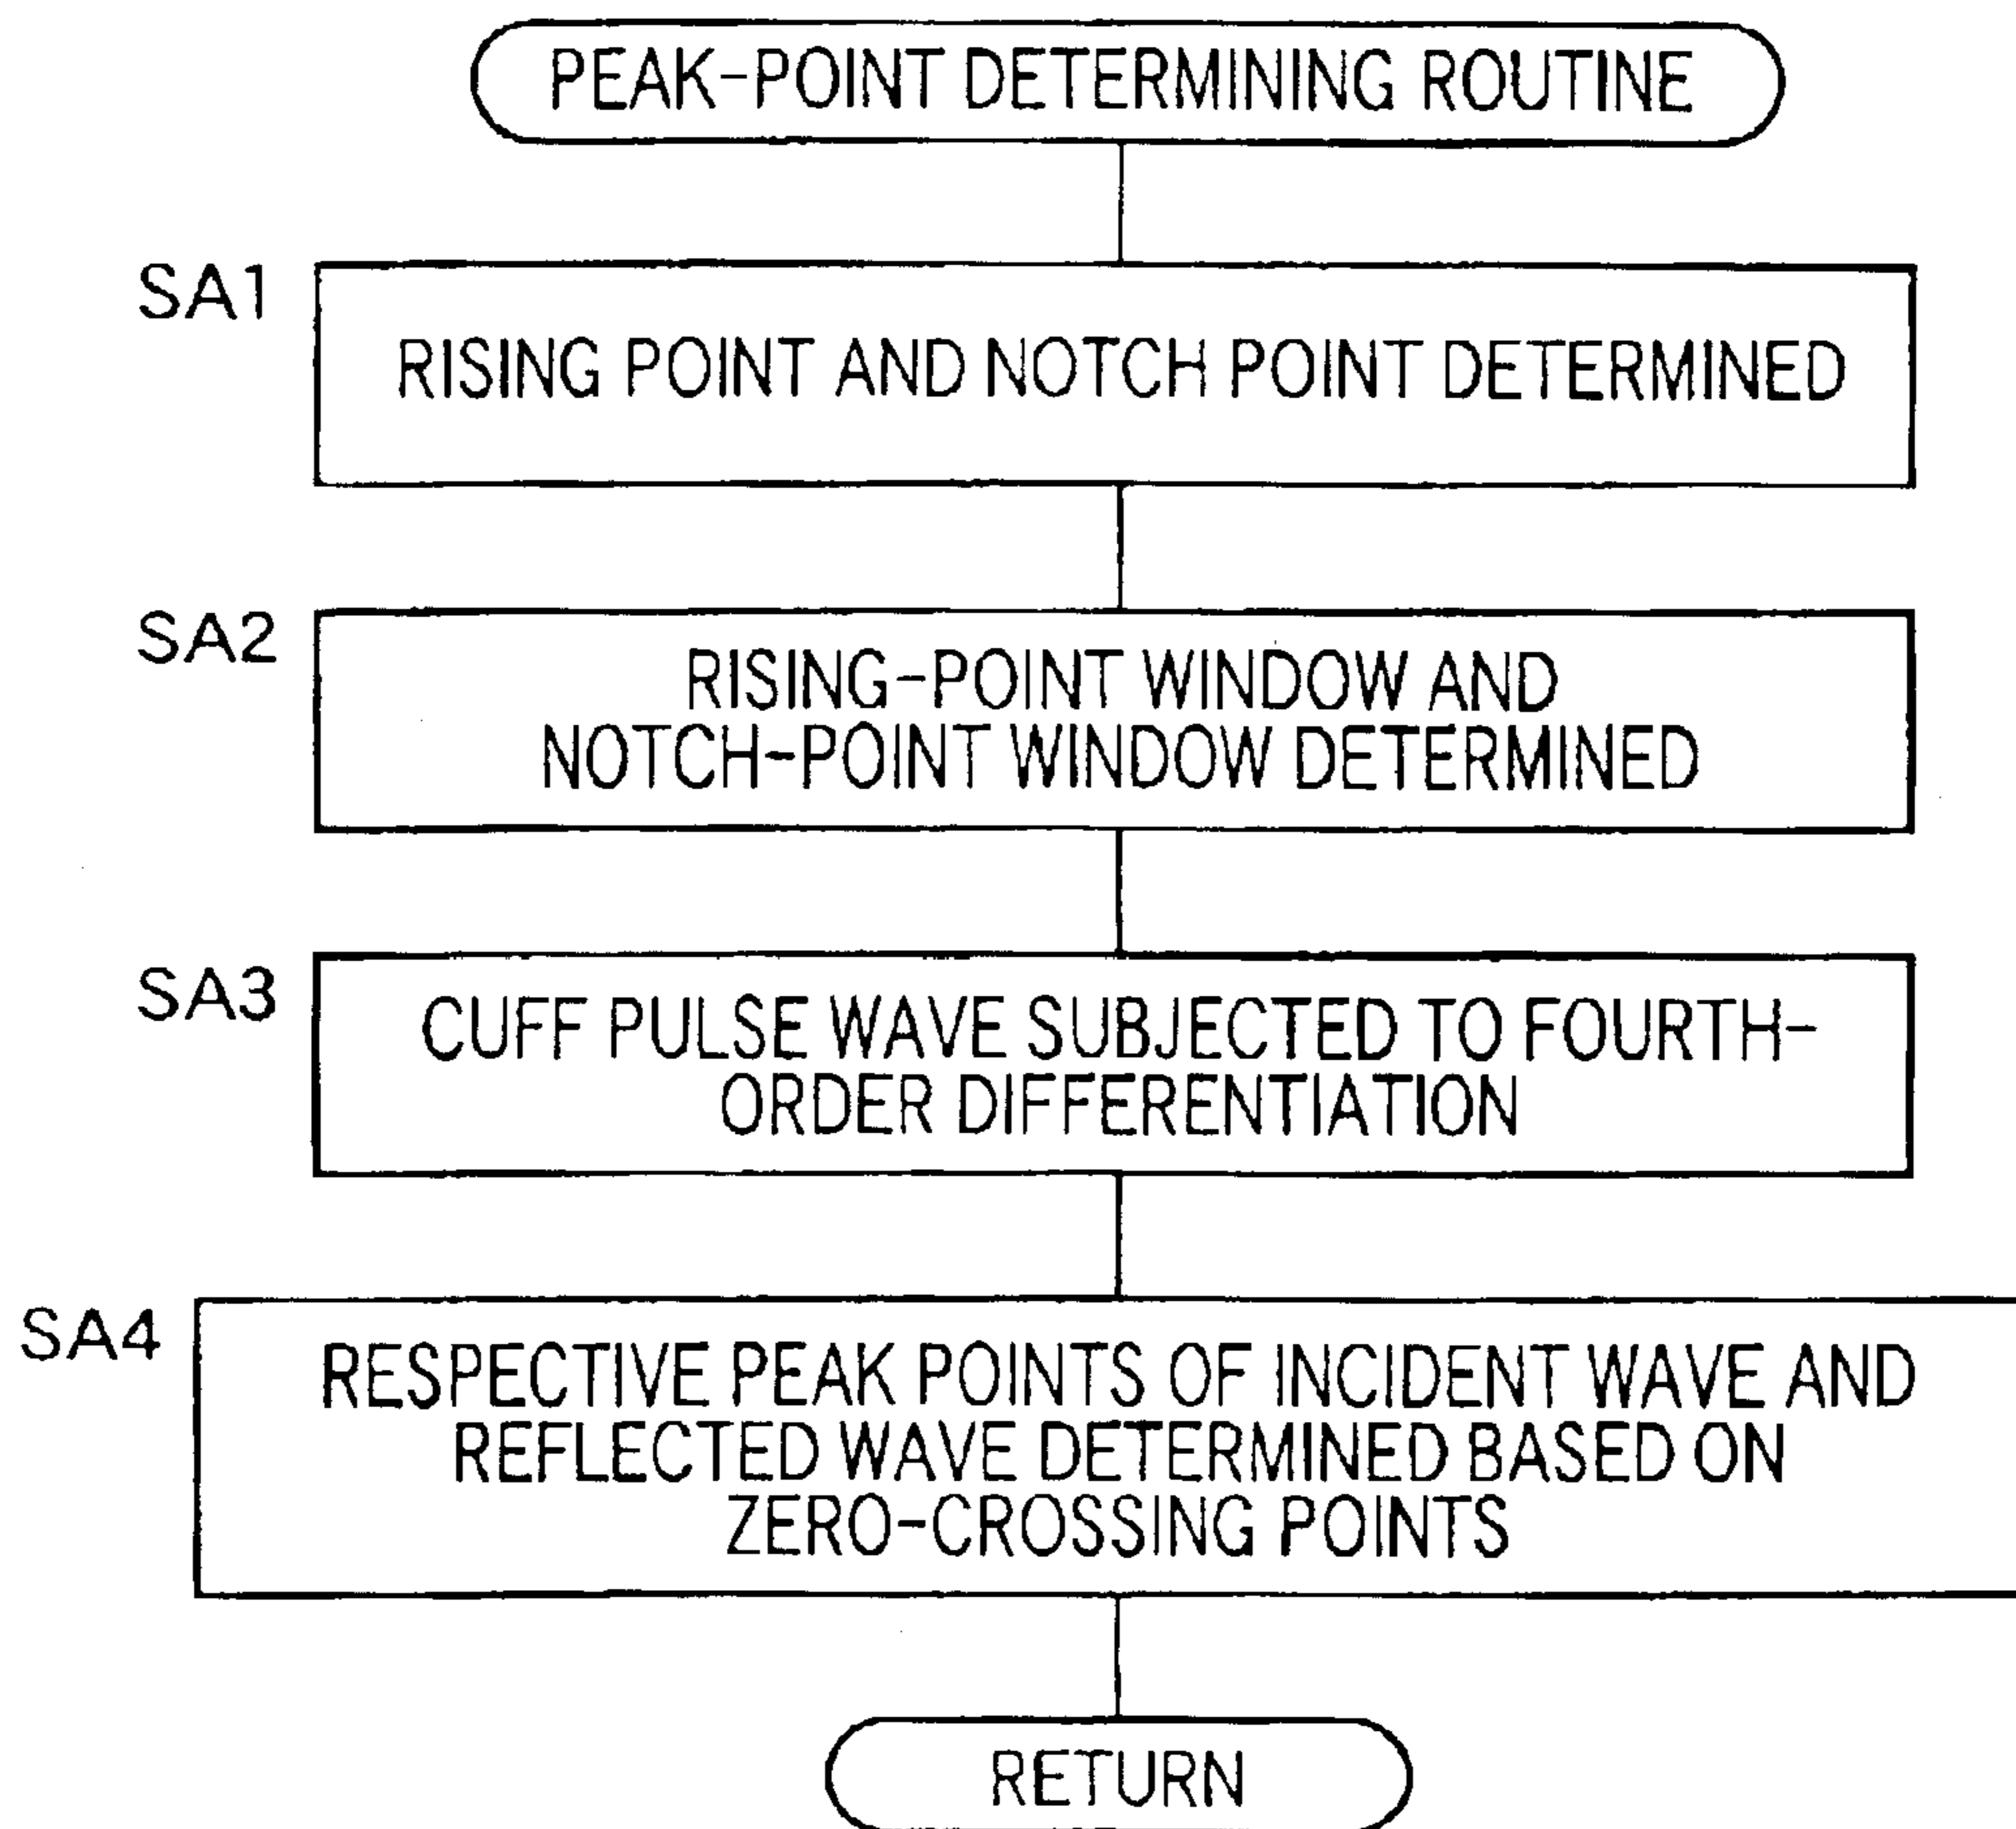 PEAK-POINT DETERMINING ROUTINE
SA1
RISING POINT AND NOTCH POINT DETERMINED
SA2
RISING-POINT WINDOW AND
NOTCH-POINT WINDOW DETERMINED
SA3
CUFF PULSE WAVE SUBJECTED TO FOURTH-
ORDER DIFFERENTIATION
SA4
RESPECTIVE PEAK POINTS OF INCIDENT WAVE AND
REFLECTED WAVE DETERMINED BASED ON
ZERO-CROSSING POINTS
RETURN